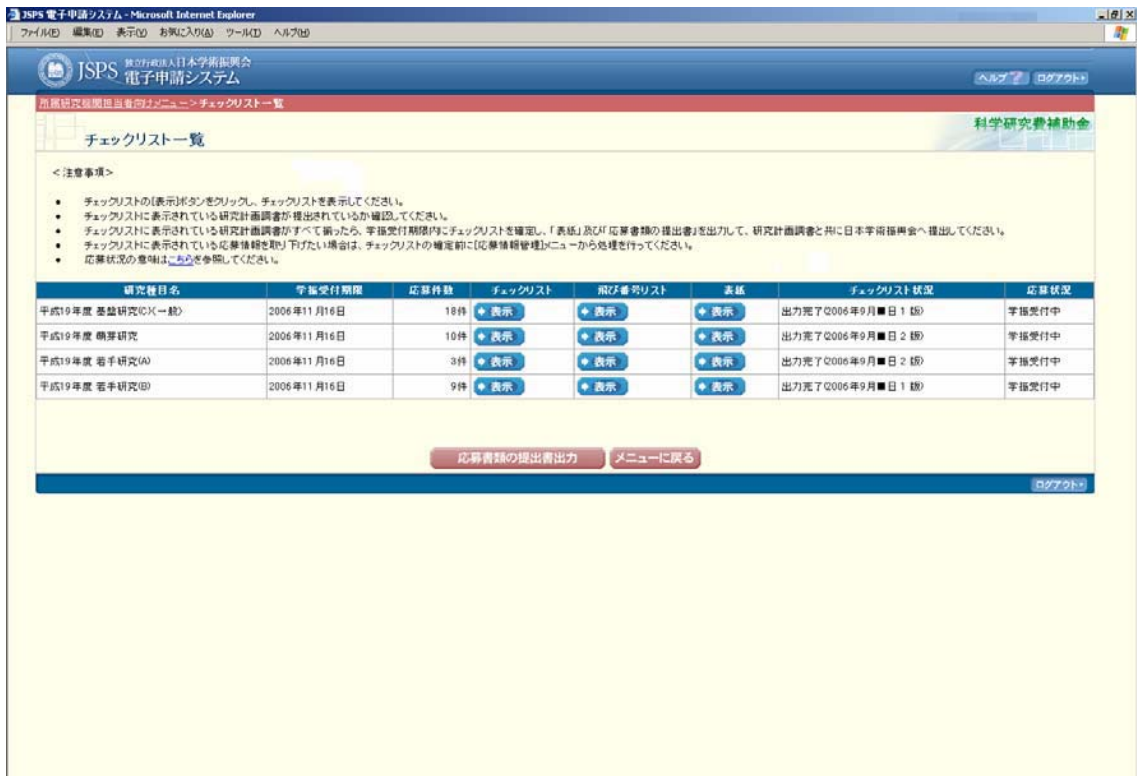 JSPS 電子申請システム - Microsoft Internet Explorer
ファイル(F) 編集(E) 表示(V) お気に入り(A) ツール(T) ヘルプ(H)
JSPS 独立行政法人日本学術振興会
電子申請システム
ヘルプ ? ログアウト
所属研究機関担当者向けメニュー>チェックリスト一覧
科学研究費補助金
チェックリスト一覧
<注意事項>
• チェックリストの[表示]ボタンをクリックし、チェックリストを表示してください。
• チェックリストに表示されている研究計画調書が提出されているか確認してください。
• チェックリストに表示されている研究計画調書がすべて揃ったら、学振受付期限内にチェックリストを確定し、「表紙」及び「応募書類の提出書」を出力して、研究計画調書と共に日本学術振興会へ提出してください。
• チェックリストに表示されている応募情報を取り下げたい場合は、チェックリストの確定前に[応募情報管理]メニューから処理を行ってください。
• 応募状況の意味はこちらを参照してください。
研究種目名 学振受付期限 応募件数 チェックリスト 飛び番号リスト 表紙 チェックリスト状況 応募状況
平成19年度 基盤研究(C)(一般) 2006年11月16日 18件 表示 表示 表示 出力完了(2006年9月■日 1 版) 学振受付中
平成19年度 萌芽研究 2006年11月16日 10件 表示 表示 表示 出力完了(2006年9月■日 2 版) 学振受付中
平成19年度 若手研究(A) 2006年11月16日 3件 表示 表示 表示 出力完了(2006年9月■日 2 版) 学振受付中
平成19年度 若手研究(B) 2006年11月16日 9件 表示 表示 表示 出力完了(2006年9月■日 1 版) 学振受付中
応募書類の提出書出力 メニューに戻る
ログアウト